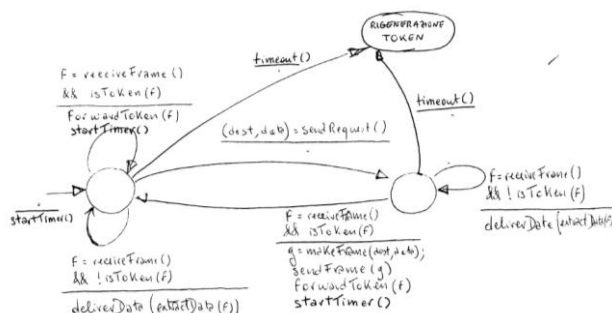 RIGENERAZIONE
TOKEN
timeout()
F = receiveFrame()
&& isToken(F)
forwardToken(F)
startTimer()
(dest, data) = sendRequest()
timeout()
startTimer()
F = receiveFrame()
&& !isToken(F)
deliverData(extractData(F))
F = receiveFrame()
&& isToken(F)
g = makeFrame(dest, data);
sendFrame(g)
forwardToken(F)
startTimer()
F = receiveFrame()
&& !isToken(F)
deliverData(extractData(F)